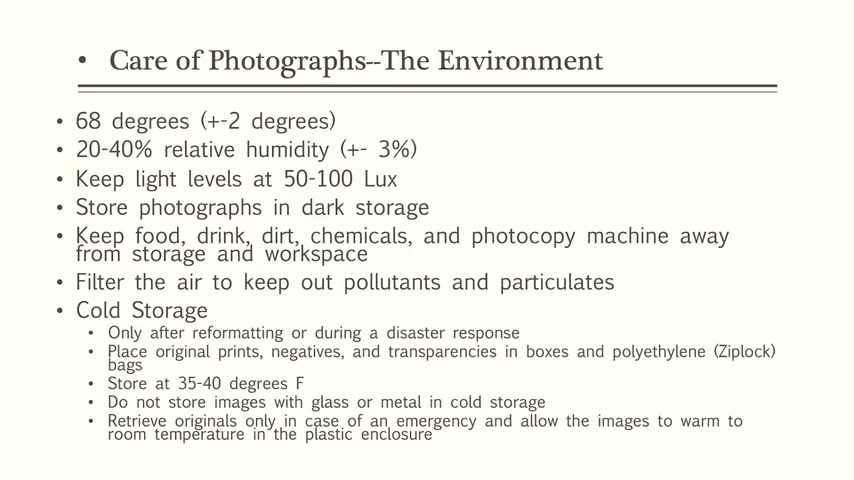 • Care of Photographs--The Environment
• 68 degrees (+-2 degrees)
• 20-40% relative humidity (+- 3%)
• Keep light levels at 50-100 Lux
• Store photographs in dark storage
• Keep food, drink, dirt, chemicals, and photocopy machine away
from storage and workspace
• Filter the air to keep out pollutants and particulates
• Cold Storage
• Only after reformatting or during a disaster response
• Place original prints, negatives, and transparencies in boxes and polyethylene (Ziplock)
bags
• Store at 35-40 degrees F
• Do not store images with glass or metal in cold storage
• Retrieve originals only in case of an emergency and allow the images to warm to
room temperature in the plastic enclosure